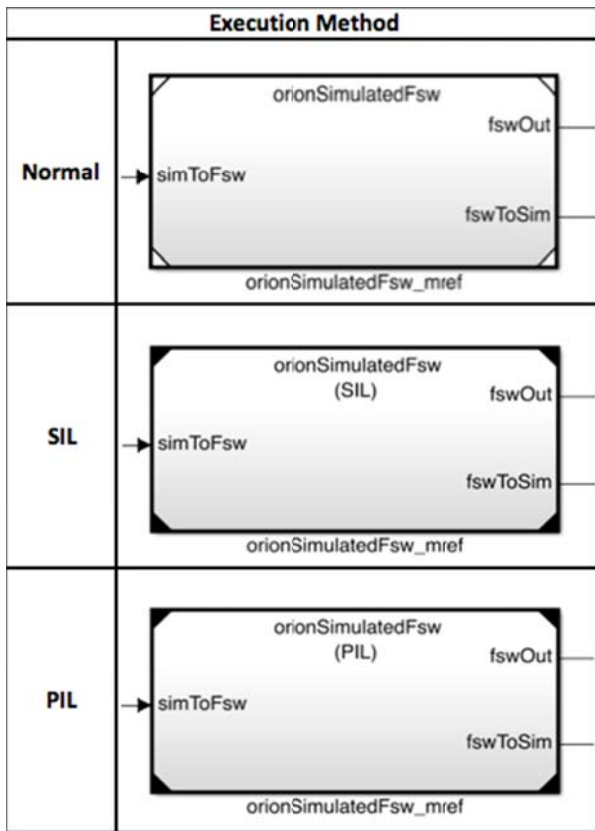 Execution Method
Normal
orionSimulatedFsw
fswOut
simToFsw
fswToSim
orionSimulatedFsw_mref
SIL
orionSimulatedFsw
(SIL)
fswOut
simToFsw
fswToSim
orionSimulatedFsw_mref
PIL
orionSimulatedFsw
(PIL)
fswOut
simToFsw
fswToSim
orionSimulatedFsw_mref